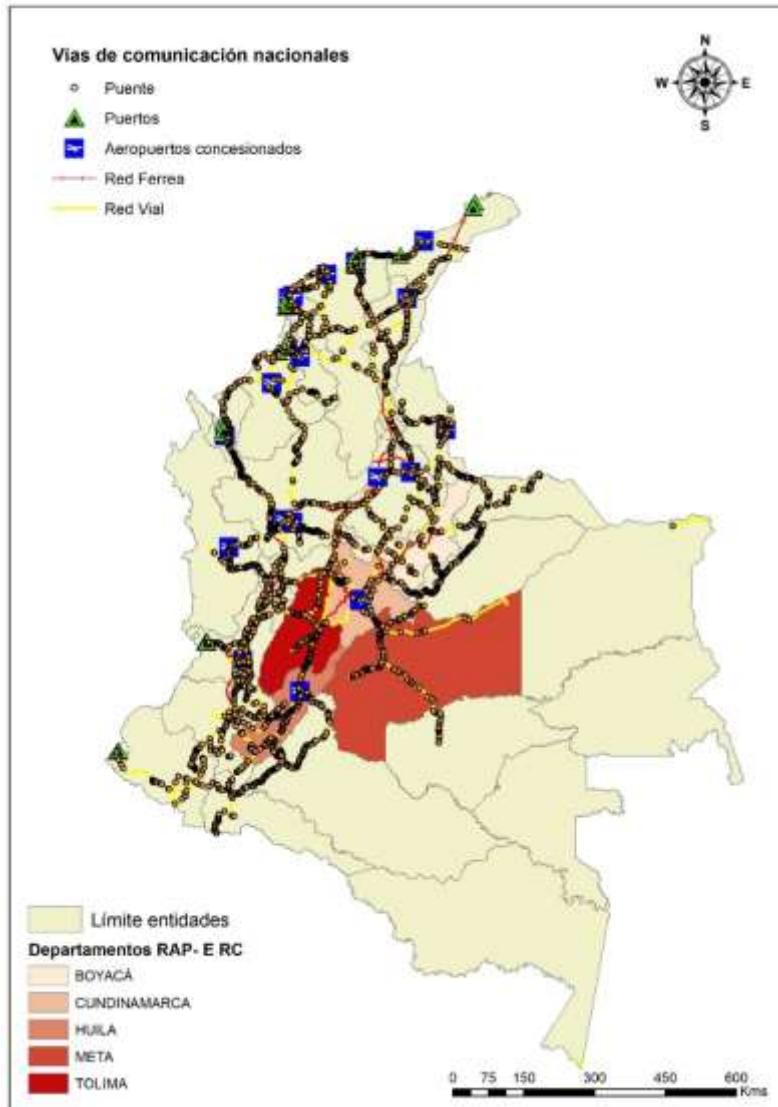 Vías de comunicación nacionales
Puente
Puertos
Aeropuertos concesionados
Red Ferrea
Red Vial
N
W E
S
Límite entidades
Departamentos RAP- E RC
BOYACÁ
CUNDINAMARCA
HUILA
META
TOLIMA
0 75 150 300 450 600
Kms